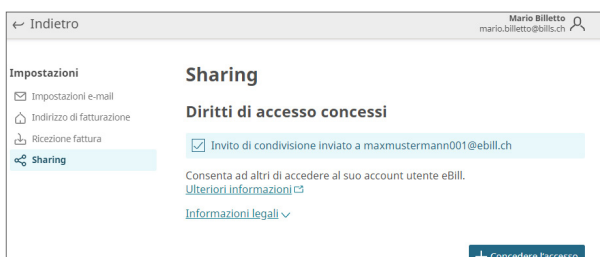 Indietro
Mario Billetto
mario.billetto@bills.ch
Impostazioni
Impostazioni e-mail
Indirizzo di fatturazione
Ricezione fattura
Sharing
Sharing
Diritti di accesso concessi
Invito di condivisione inviato a maxmustermann001@ebill.ch
Consenta ad altri di accedere al suo account utente eBill.
Ulteriori informazioni
Informazioni legali
Concedere l'accesso